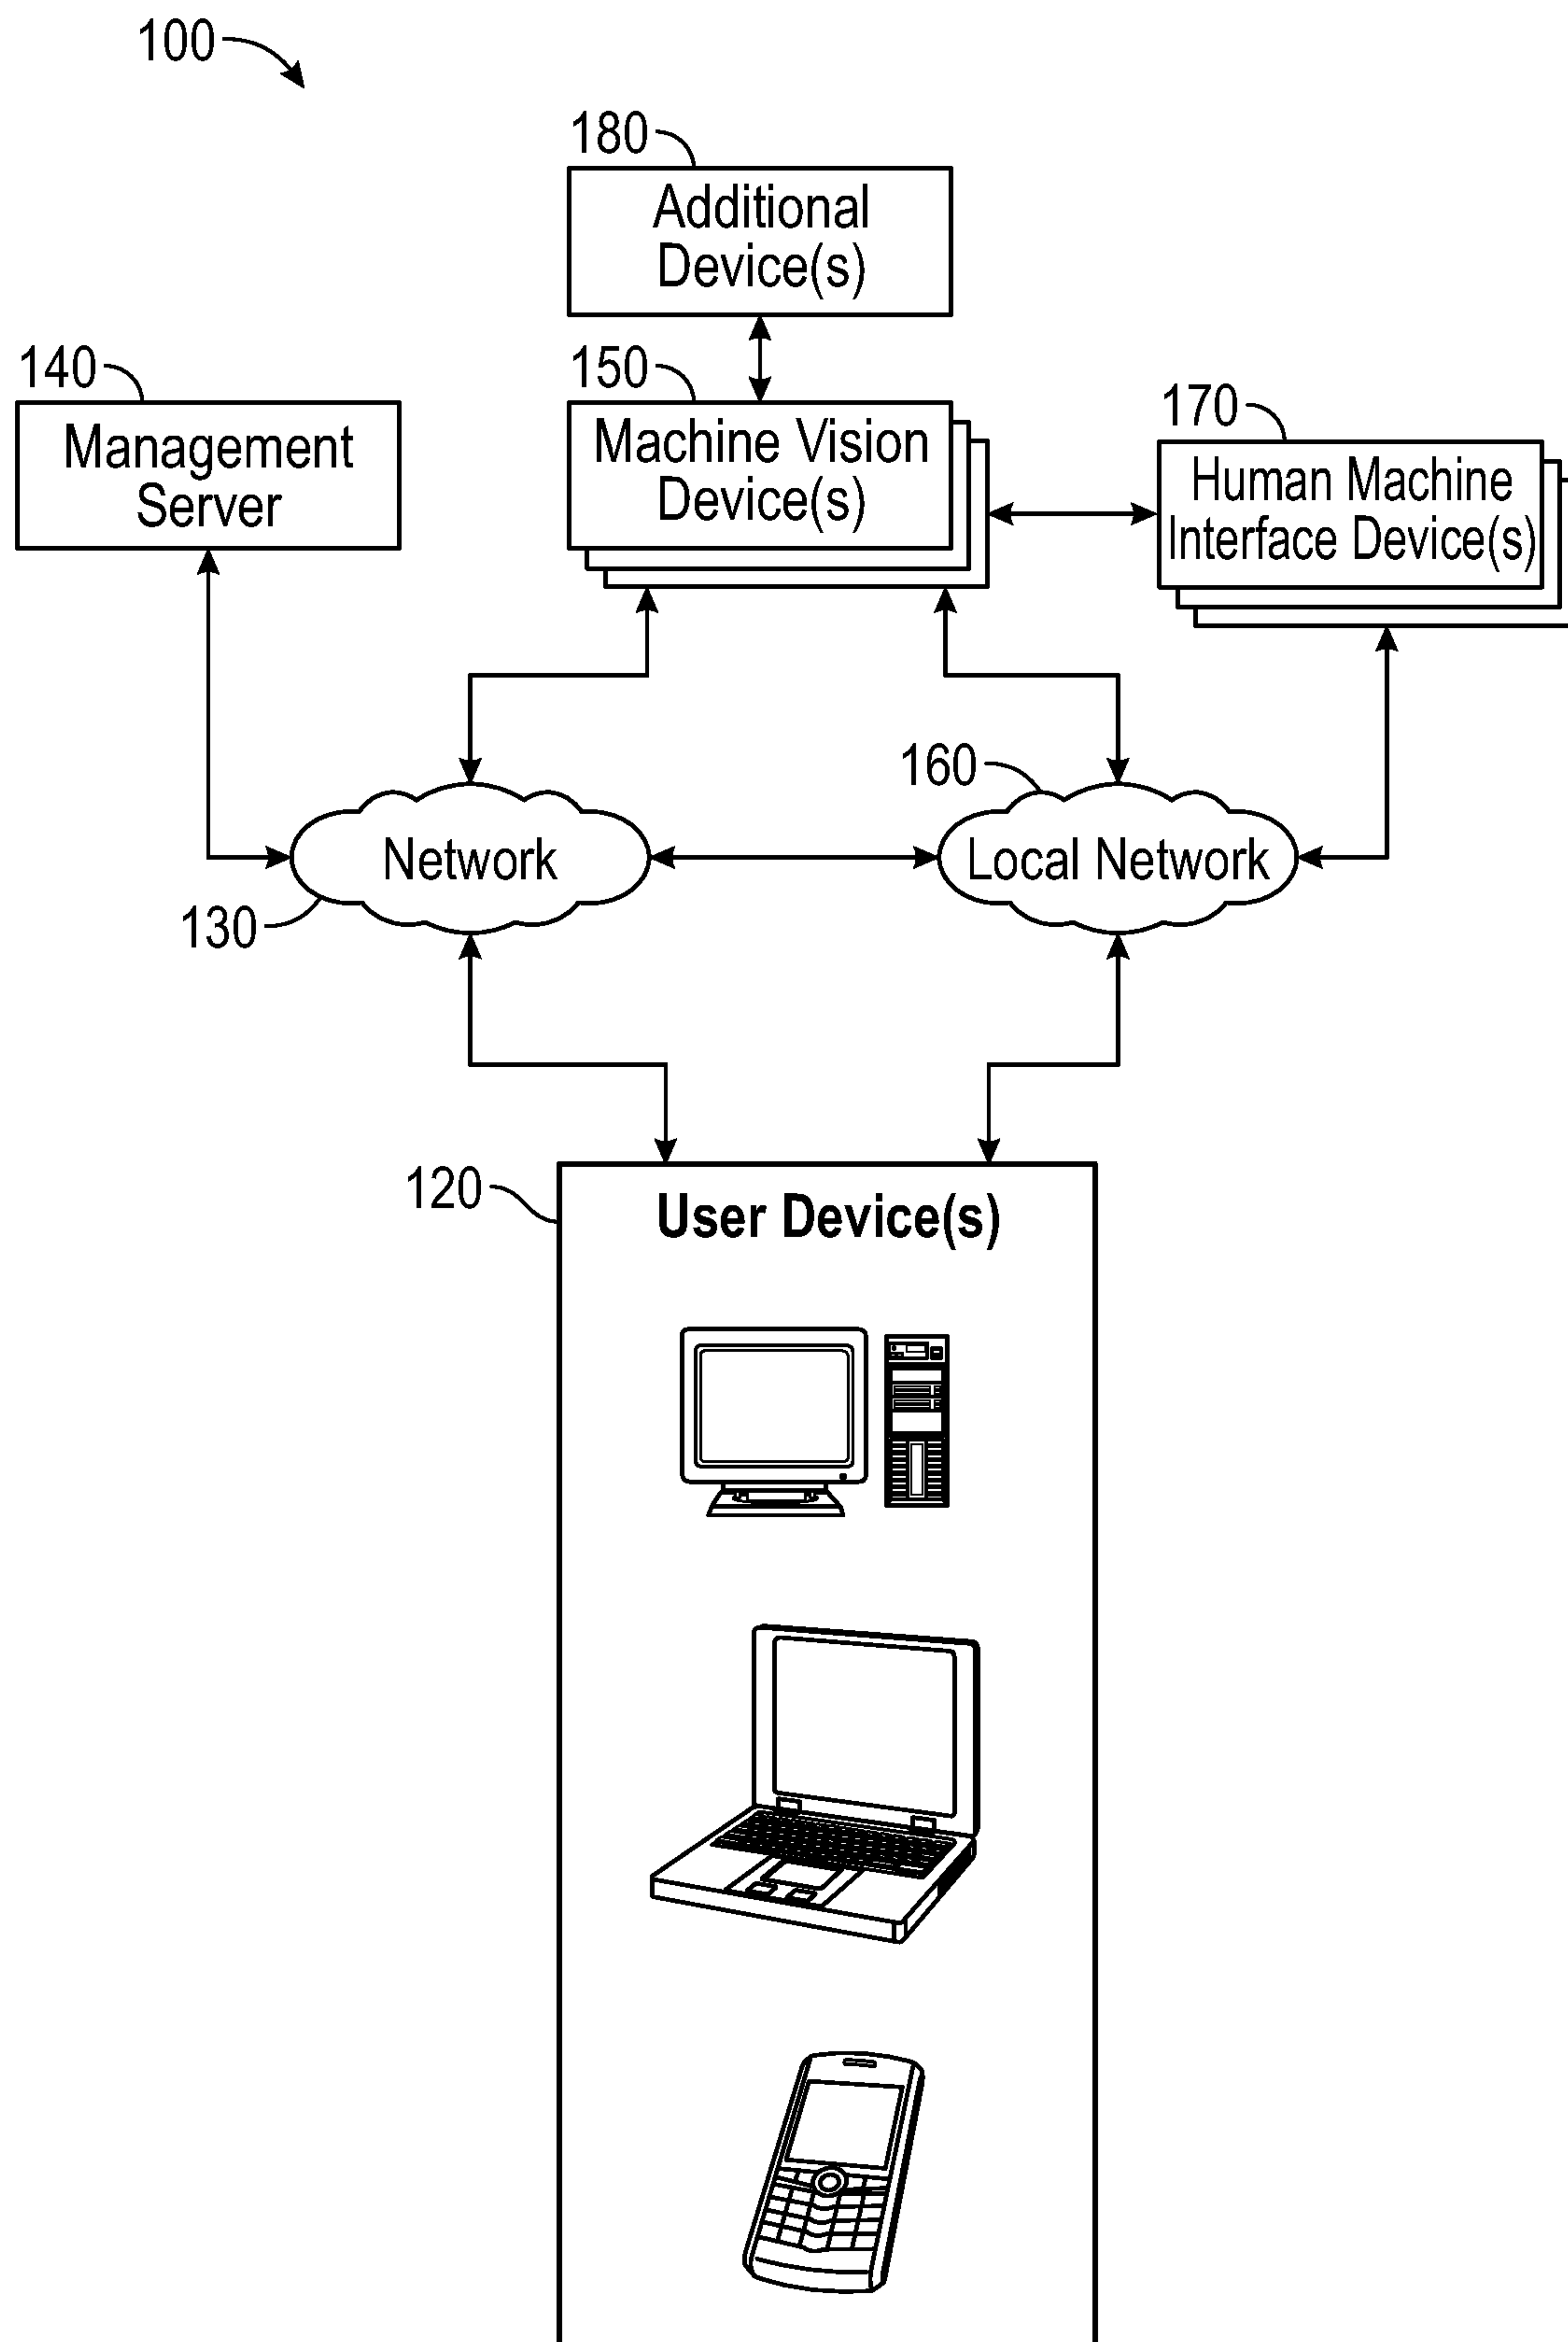 100
180
Additional
Device(s)
140
Management
Server
150
Machine Vision
Device(s)
170
Human Machine
Interface Device(s)
160
Network
Local Network
130
120
User Device(s)